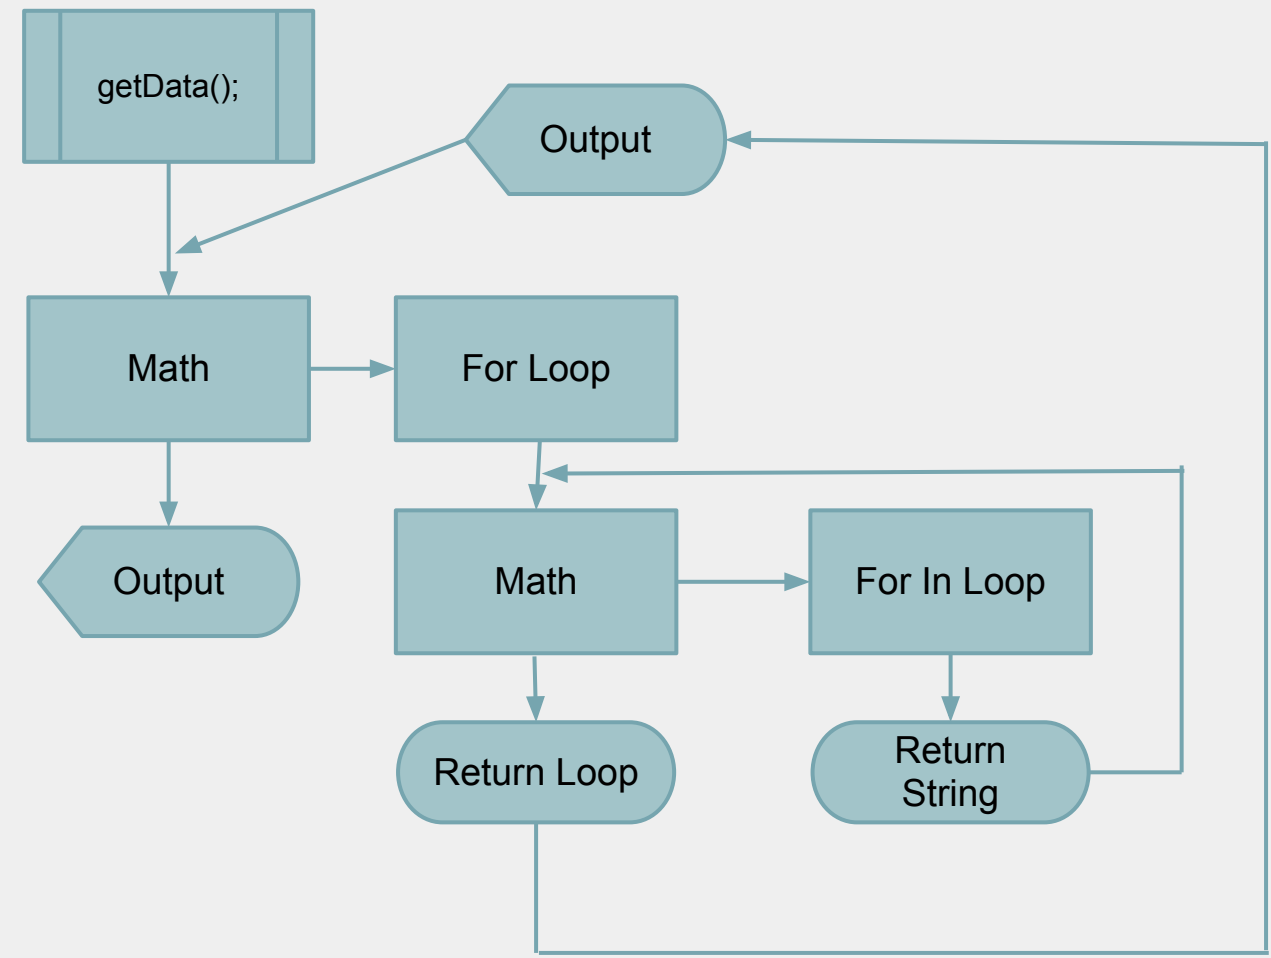 getData();
Output
Math
For Loop
Output
Math
For In Loop
Return Loop
Return
String